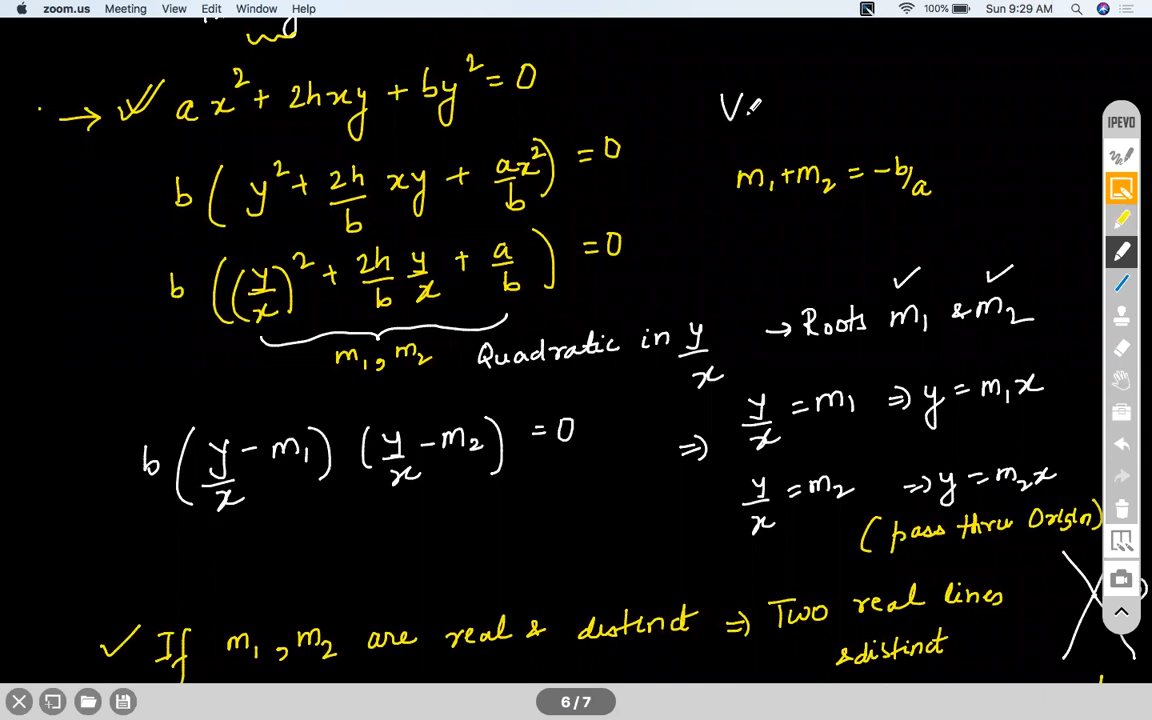 zoom.us Meeting View Edit Window Help 100% Sun 9:29 AM
→ ax² + 2hxy + by² = 0
b(y² + 2h/b xy + ax²/b) = 0
b((y/x)² + 2h/b y/x + a/b) = 0
m₁, m₂ Quadratic in y/x
b(y/x - m₁)(y/x - m₂) = 0
V
m₁+m₂ = -b/a
→ Roots m₁ & m₂
⇒ y/x = m₁ ⇒ y = m₁x
y/x = m₂ ⇒ y = m₂x
(pass thru Origin)
✓ If m₁, m₂ are real & distinct ⇒ Two real lines
& distinct
IPEVO
6 / 7